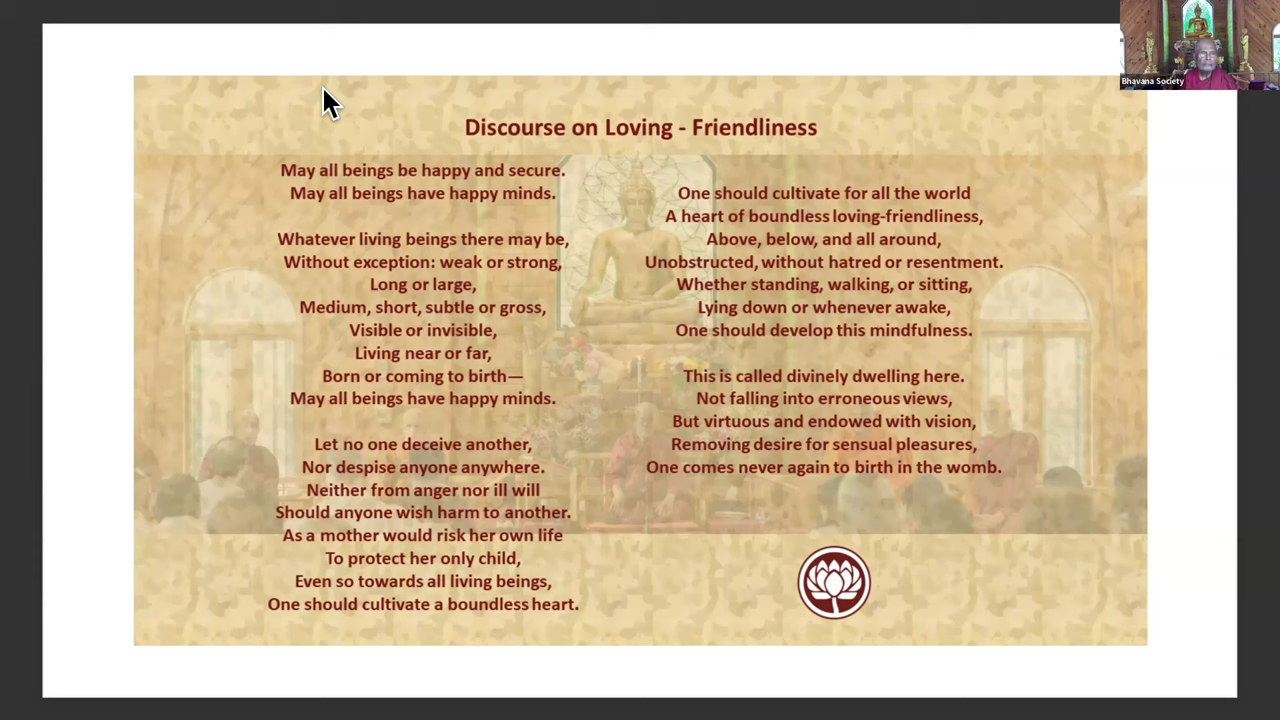 Bhavana Society
Discourse on Loving - Friendliness
May all beings be happy and secure.
May all beings have happy minds.
Whatever living beings there may be,
Without exception: weak or strong,
Long or large,
Medium, short, subtle or gross,
Visible or invisible,
Living near or far,
Born or coming to birth—
May all beings have happy minds.
Let no one deceive another,
Nor despise anyone anywhere.
Neither from anger nor ill will
Should anyone wish harm to another.
As a mother would risk her own life
To protect her only child,
Even so towards all living beings,
One should cultivate a boundless heart.
One should cultivate for all the world
A heart of boundless loving-friendliness,
Above, below, and all around,
Unobstructed, without hatred or resentment.
Whether standing, walking, or sitting,
Lying down or whenever awake,
One should develop this mindfulness.
This is called divinely dwelling here.
Not falling into erroneous views,
But virtuous and endowed with vision,
Removing desire for sensual pleasures,
One comes never again to birth in the womb.